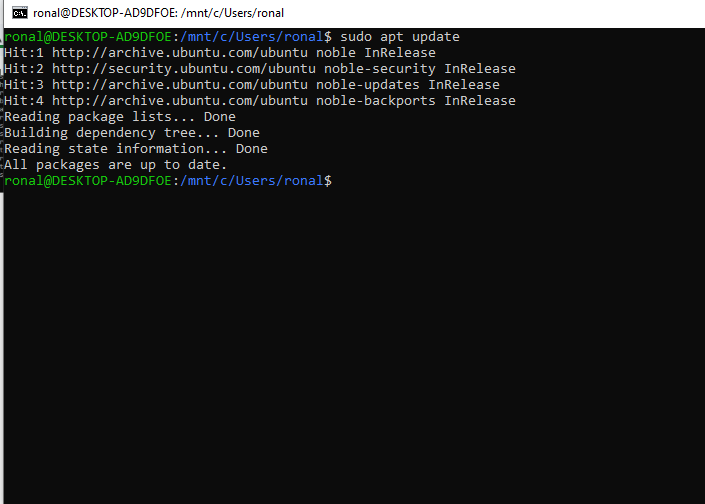 ronal@DESKTOP-AD9DFOE: /mnt/c/Users/ronal
ronal@DESKTOP-AD9DFOE:/mnt/c/Users/ronal$ sudo apt update
Hit:1 http://archive.ubuntu.com/ubuntu noble InRelease
Hit:2 http://security.ubuntu.com/ubuntu noble-security InRelease
Hit:3 http://archive.ubuntu.com/ubuntu noble-updates InRelease
Hit:4 http://archive.ubuntu.com/ubuntu noble-backports InRelease
Reading package lists... Done
Building dependency tree... Done
Reading state information... Done
All packages are up to date.
ronal@DESKTOP-AD9DFOE:/mnt/c/Users/ronal$